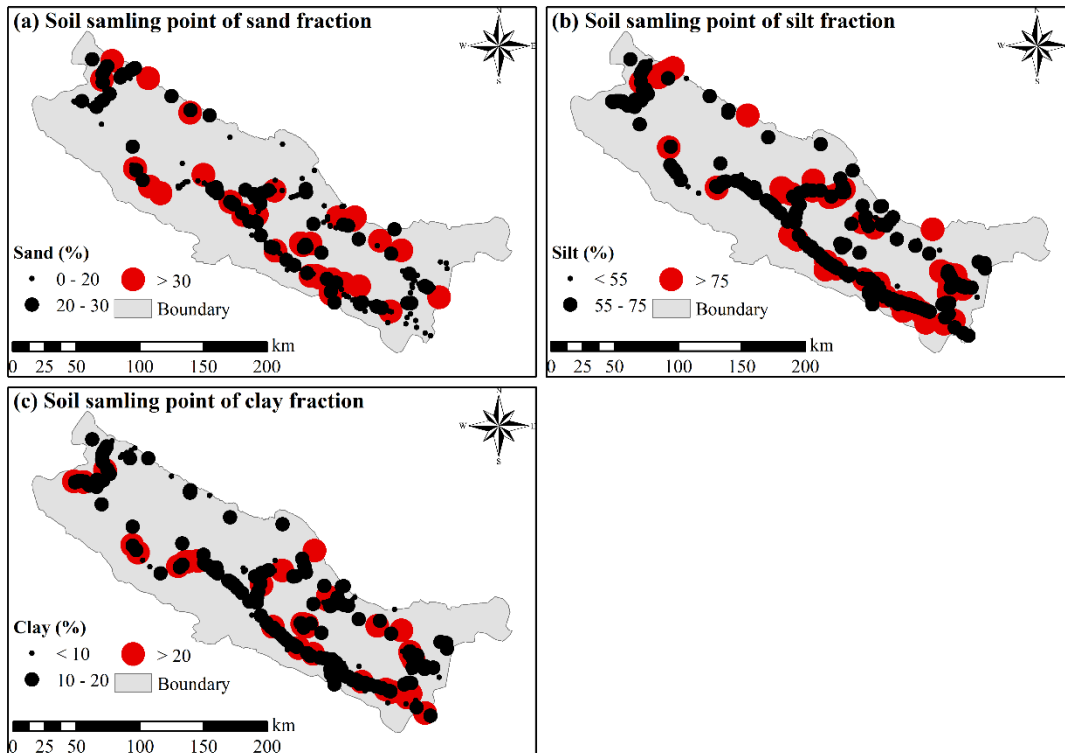 (a) Soil samling point of sand fraction
N
W E
S
Sand (%)
0 - 20 > 30
20 - 30 Boundary
km
0 25 50 100 150 200
(b) Soil samling point of silt fraction
N
W E
S
Silt (%)
< 55 > 75
55 - 75 Boundary
km
0 25 50 100 150 200
(c) Soil samling point of clay fraction
N
W E
S
Clay (%)
< 10 > 20
10 - 20 Boundary
km
0 25 50 100 150 200